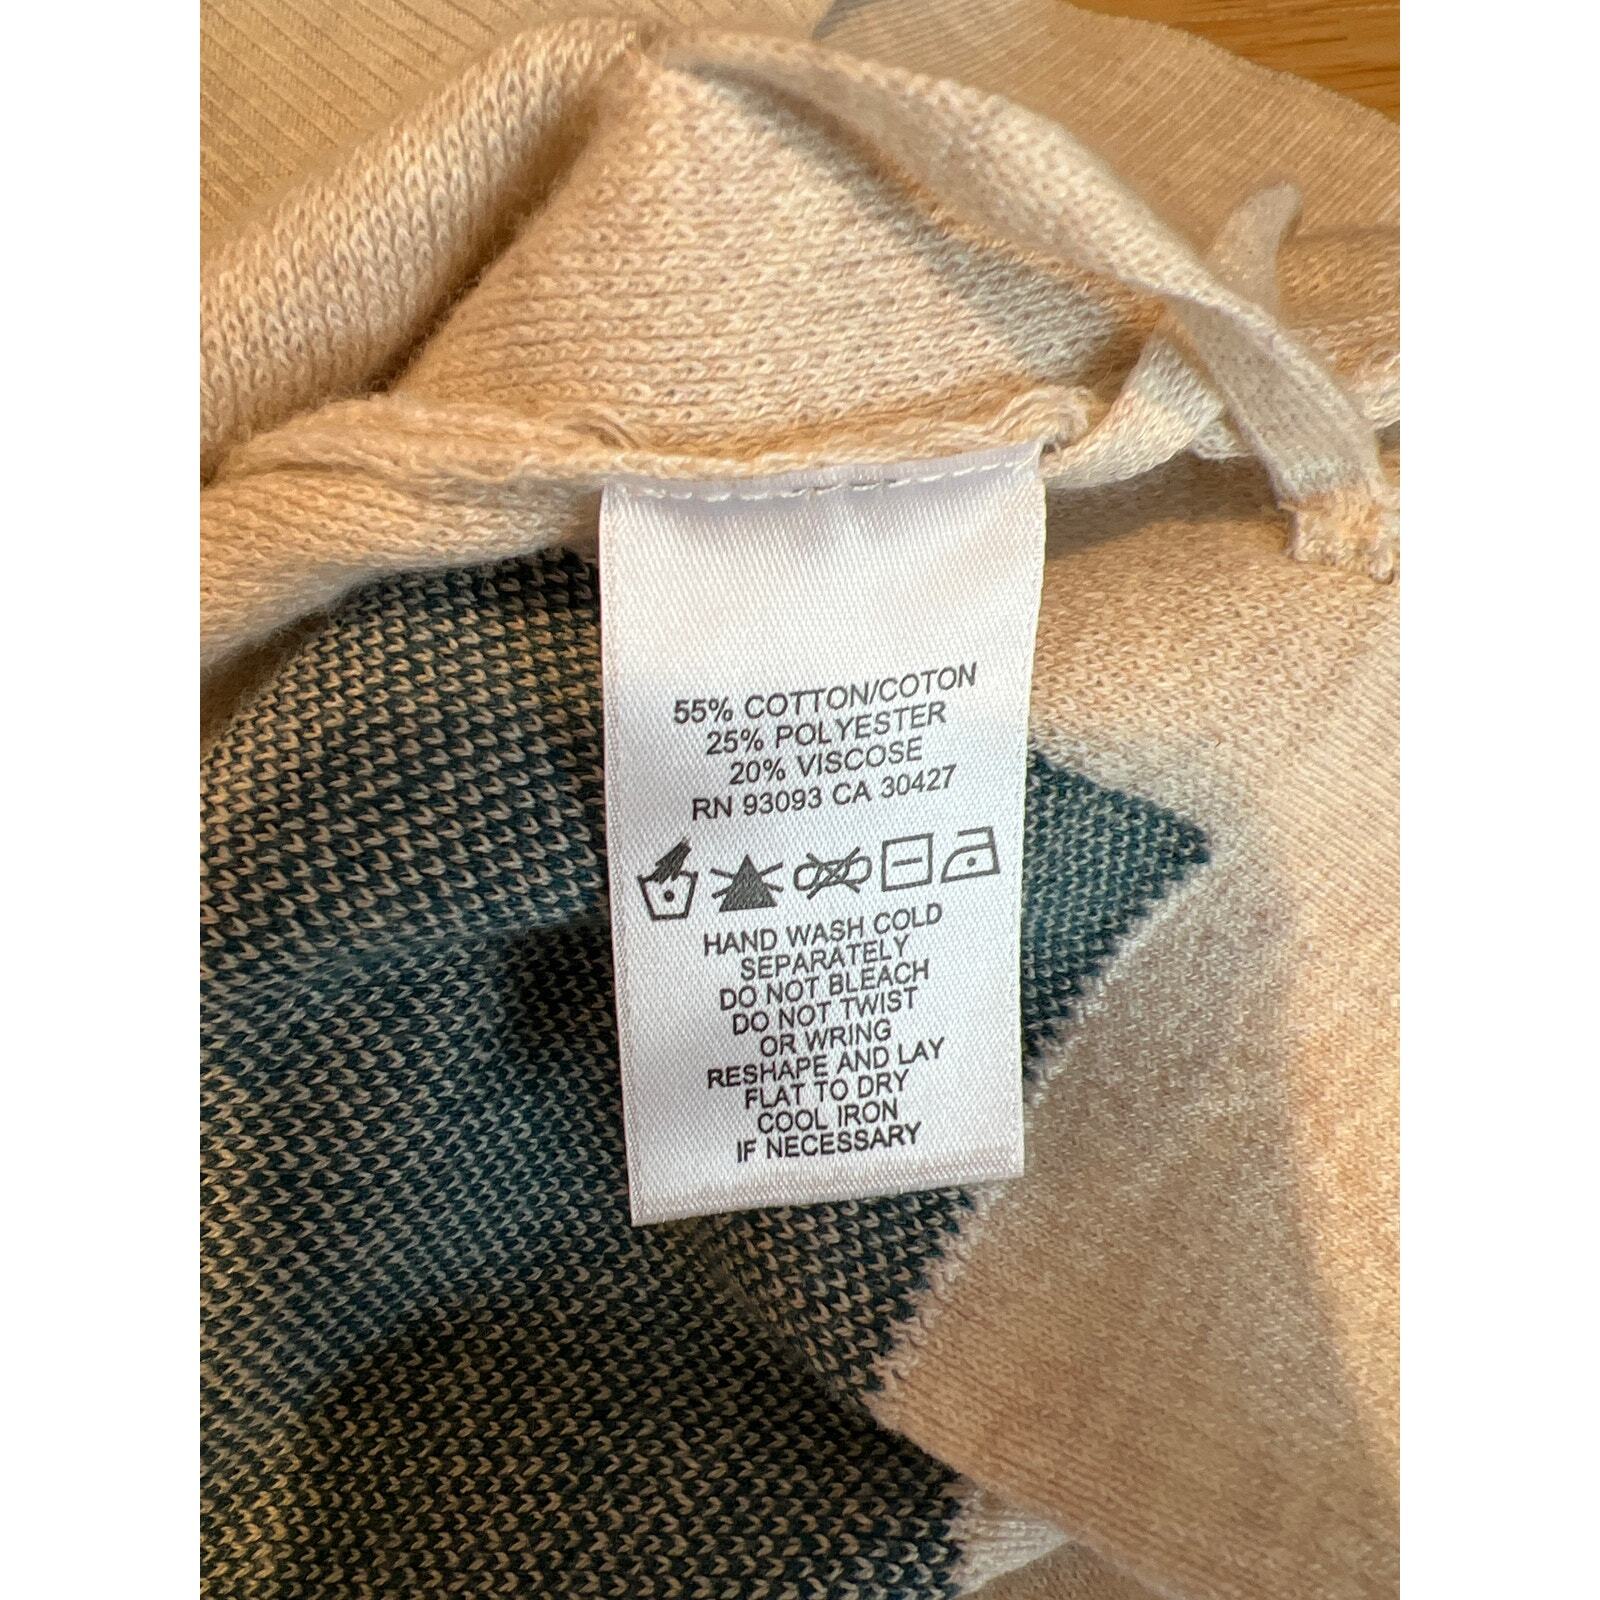 55% COTTON/COTON
25% POLYESTER
20% VISCOSE
RN 93093 CA 30427
HAND WASH COLD
SEPARATELY
DO NOT BLEACH
DO NOT TWIST
OR WRING
RESHAPE AND LAY
FLAT TO DRY
COOL IRON
IF NECESSARY